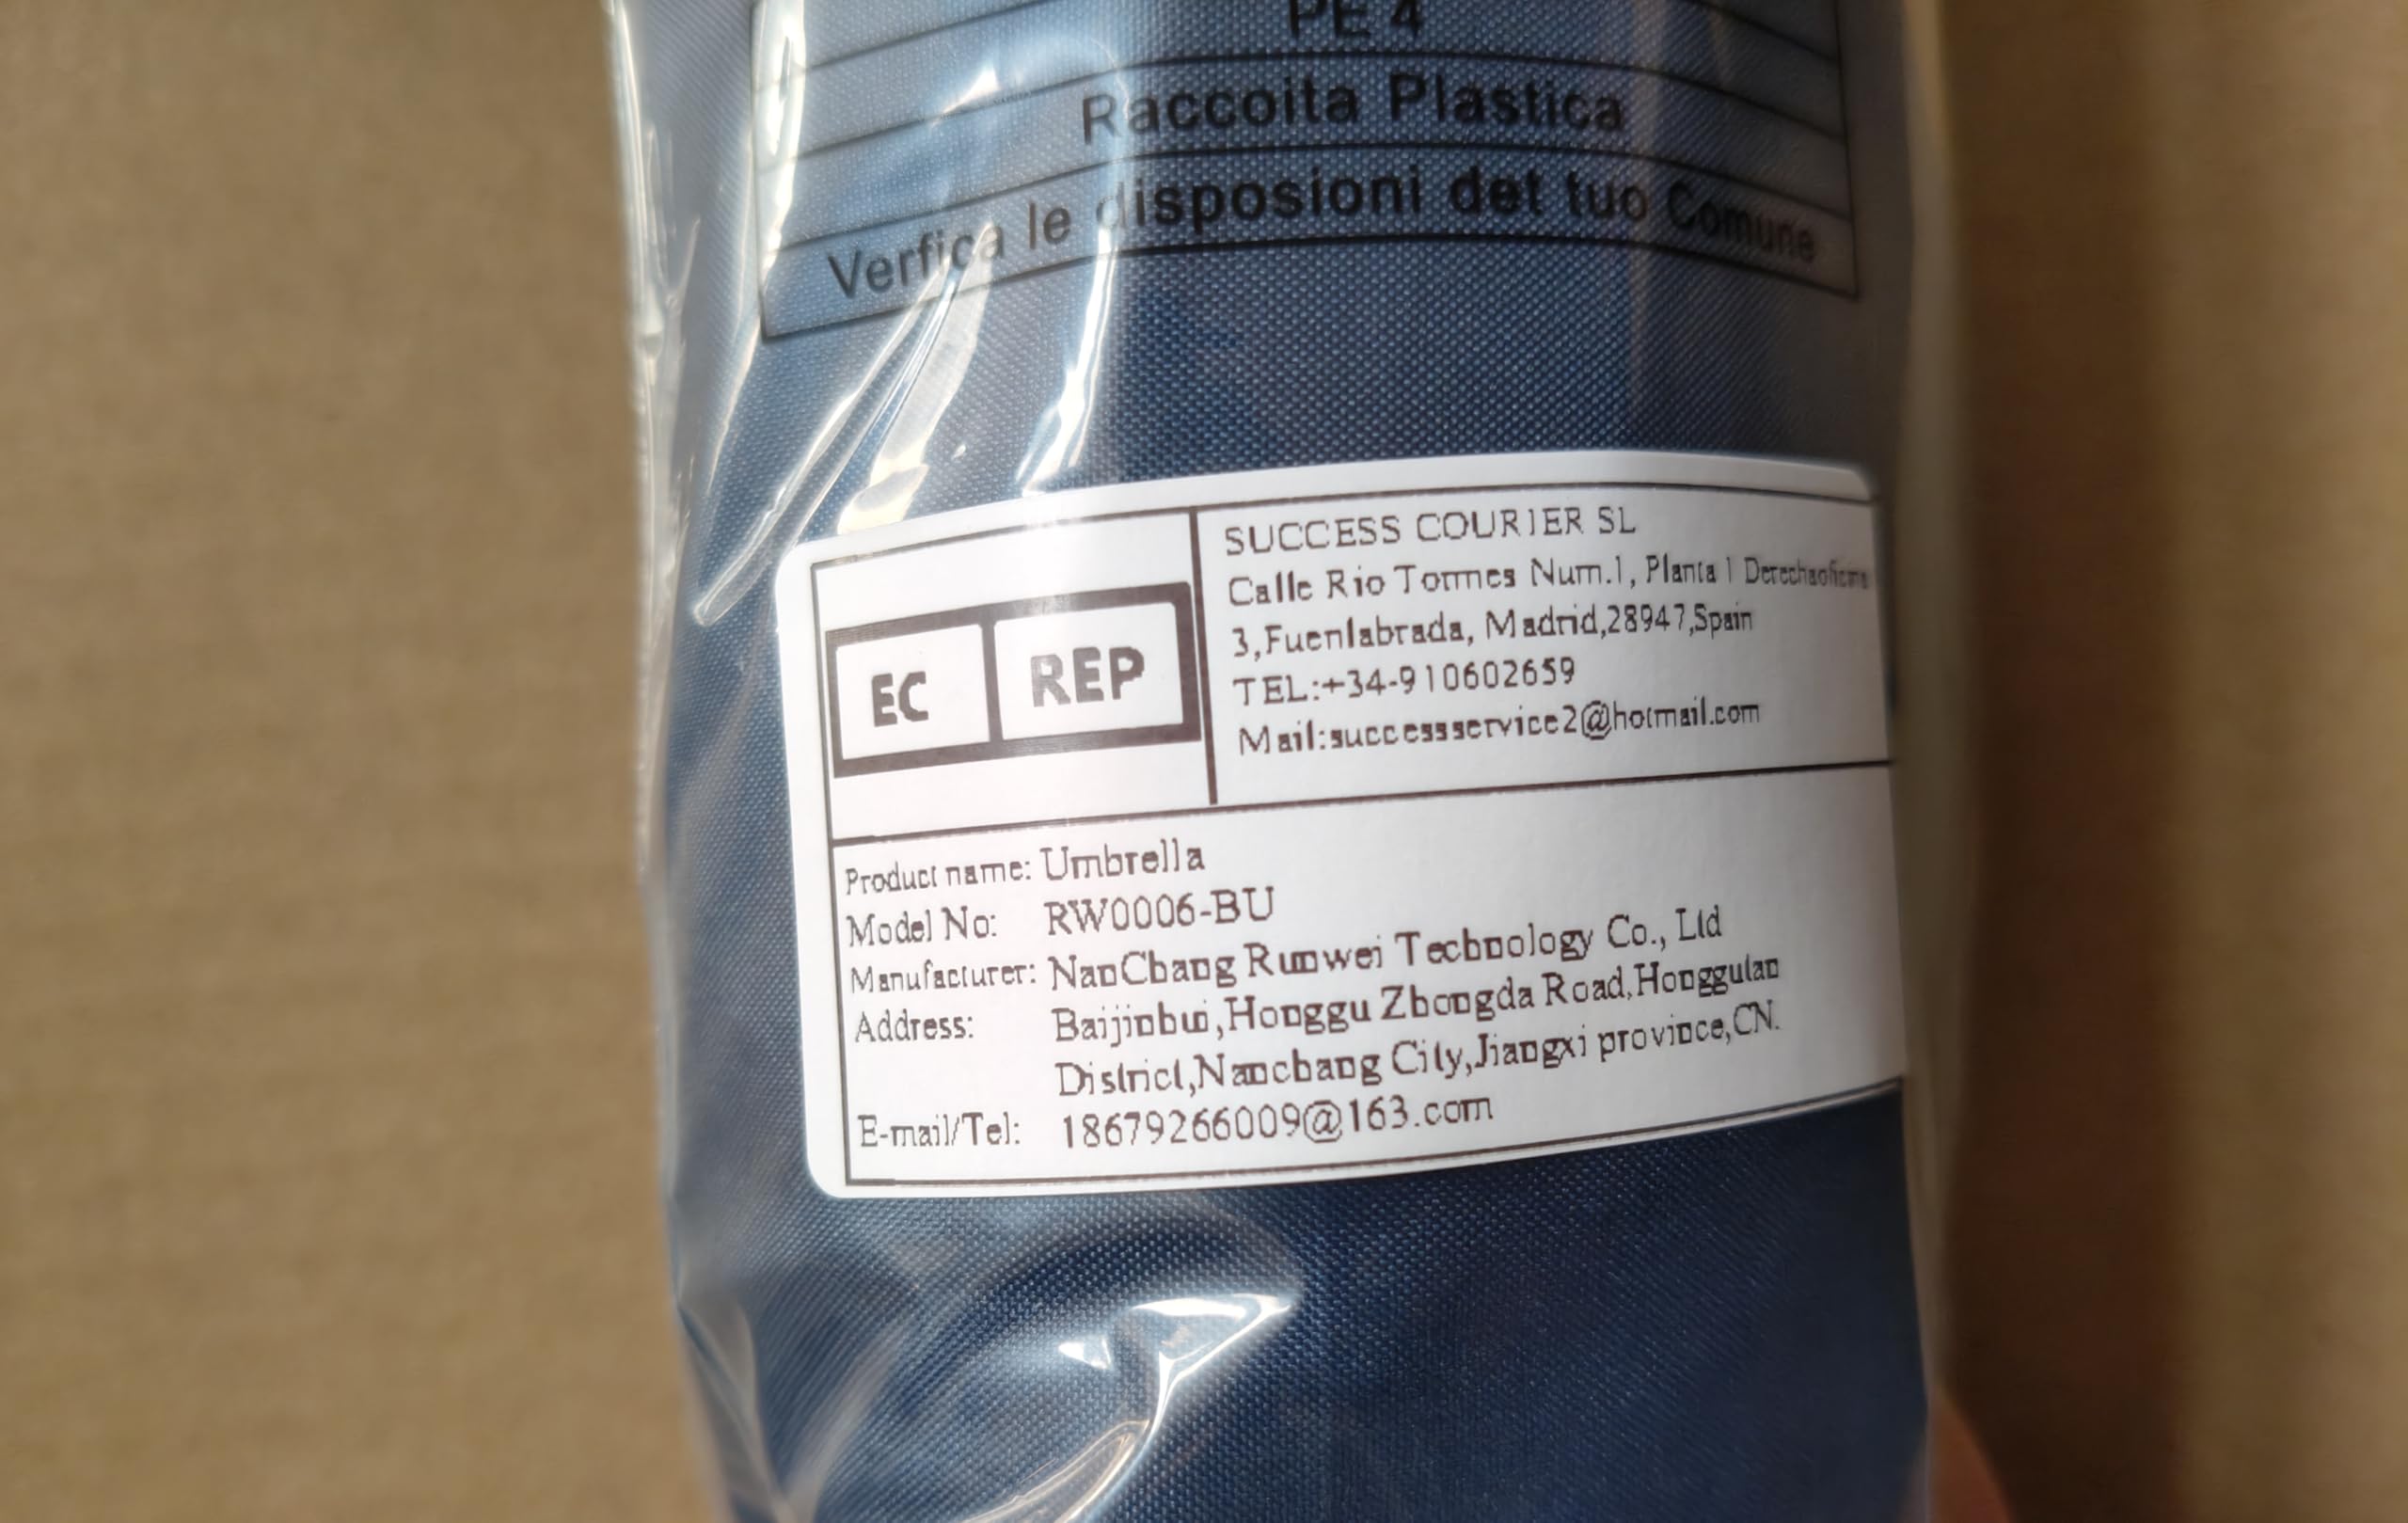 PE 4
Raccoita Plastica
Verfica le disposioni det tuo Comune
EC REP
SUCCESS COURIER SL
Calle Rio Tormes Num.1, Planta 1 Derechaoficina
3,Fuenlabrada, Madrid,28947,Spain
TEL:+34-910602659
Mail:successservice2@hotmail.com
Product name: Umbrella
Model No: RW0006-BU
Manufacturer: NanChang Runwei Technology Co., Ltd
Address: Baijinhui,Honggu Zhongda Road,Honggutan
District,Nanchang City,Jiangxi province,CN.
E-mail/Tel: 18679266009@163.com